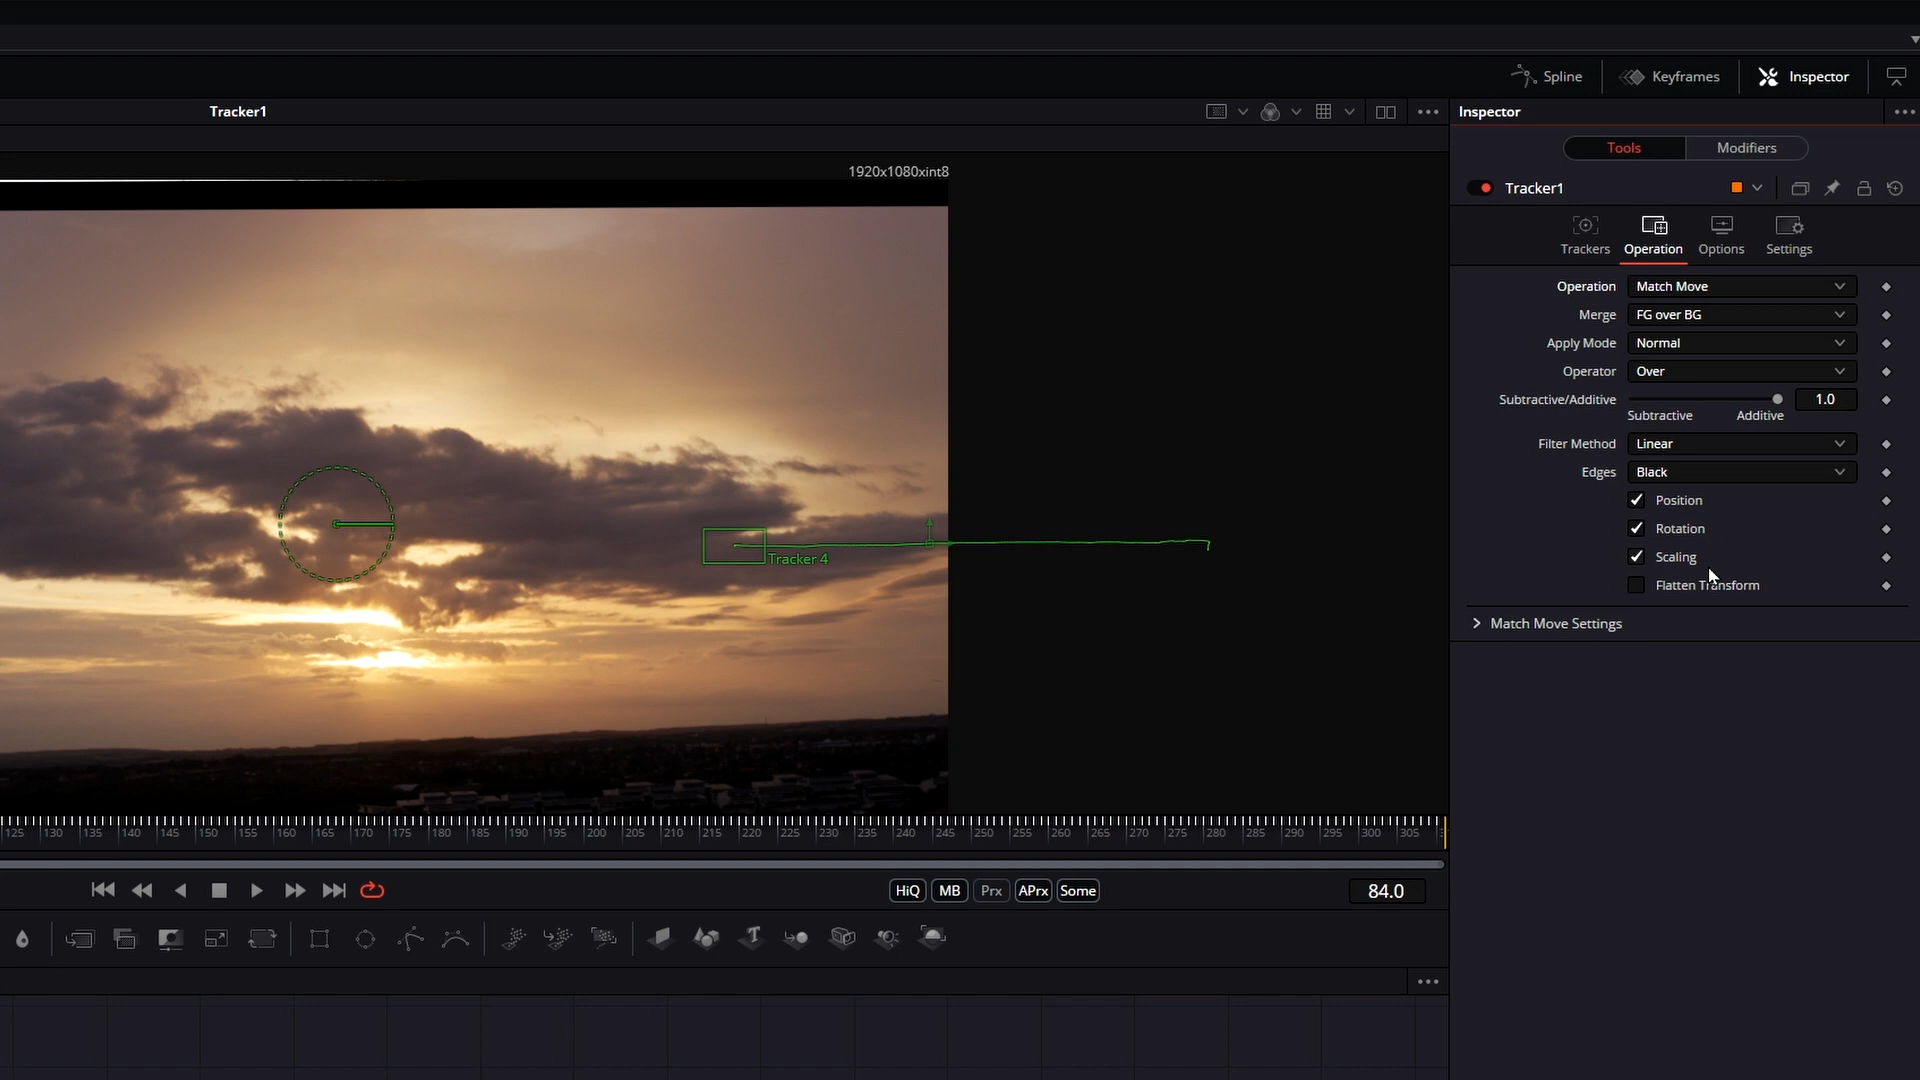 Spline
Keyframes
Inspector
Tracker1
Inspector
Tools
Modifiers
1920x1080xint8
Tracker1
Trackers
Operation
Options
Settings
Operation
Match Move
Merge
FG over BG
Apply Mode
Normal
Operator
Over
Subtractive/Additive
1.0
Subtractive
Additive
Filter Method
Linear
Edges
Black
Position
Rotation
Scaling
Flatten Transform
Match Move Settings
Tracker 4
125 130 135 140 145 150 155 160 165 170 175 180 185 190 195 200 205 210 215 220 225 230 235 240 245 250 255 260 265 270 275 280 285 290 295 300 305
HiQ
MB
Prx
APrx
Some
84.0